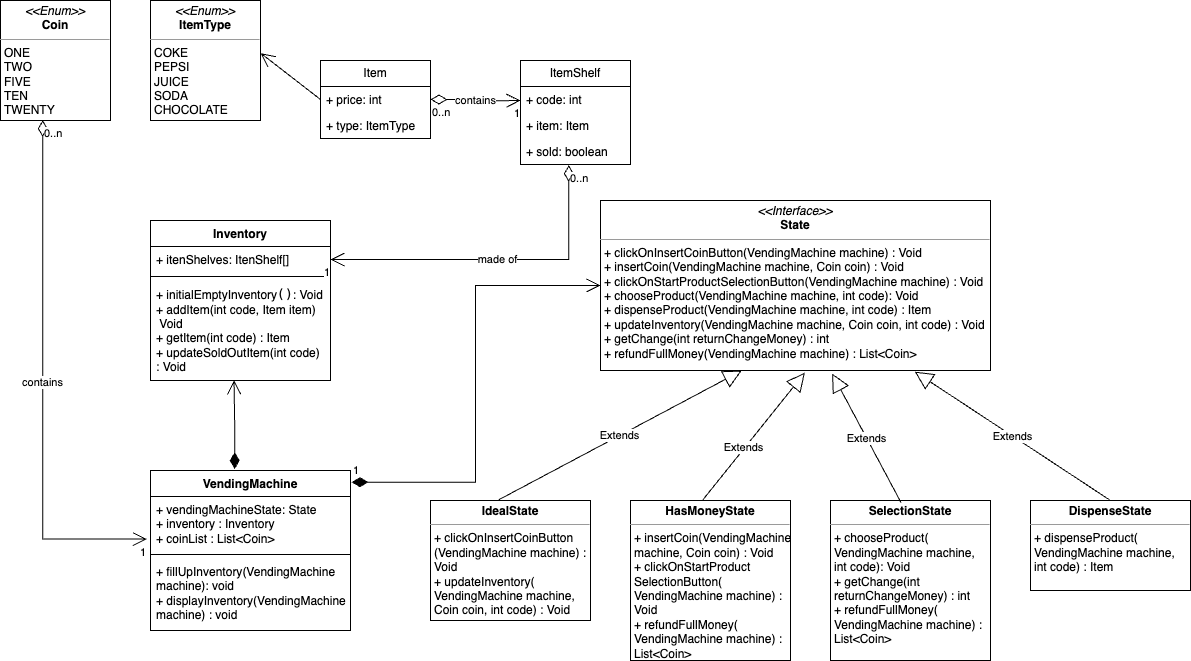 <<Enum>>
Coin
ONE
TWO
FIVE
TEN
TWENTY
0..n
<<Enum>>
ItemType
COKE
PEPSI
JUICE
SODA
CHOCOLATE
Item
+ price: int
+ type: ItemType
0..n
contains
1
ItemShelf
+ code: int
+ item: Item
+ sold: boolean
0..n
made of
Inventory
+ itenShelves: ItenShelf[]
1
+ initialEmptyInventory() : Void
+ addItem(int code, Item item)
Void
+ getItem(int code) : Item
+ updateSoldOutItem(int code)
: Void
<<Interface>>
State
+ clickOnInsertCoinButton(VendingMachine machine) : Void
+ insertCoin(VendingMachine machine, Coin coin) : Void
+ clickOnStartProductSelectionButton(VendingMachine machine) : Void
+ chooseProduct(VendingMachine machine, int code): Void
+ dispenseProduct(VendingMachine machine, int code) : Item
+ updateInventory(VendingMachine machine, Coin coin, int code) : Void
+ getChange(int returnChangeMoney) : int
+ refundFullMoney(VendingMachine machine) : List<Coin>
contains
1
VendingMachine
1
+ vendingMachineState: State
+ inventory : Inventory
+ coinList : List<Coin>
+ fillUpInventory(VendingMachine
machine): void
+ displayInventory(VendingMachine
machine) : void
Extends
Extends
Extends
Extends
IdealState
+ clickOnInsertCoinButton
(VendingMachine machine) :
Void
+ updateInventory(
VendingMachine machine,
Coin coin, int code) : Void
HasMoneyState
+ insertCoin(VendingMachine
machine, Coin coin) : Void
+ clickOnStartProduct
SelectionButton(
VendingMachine machine) :
Void
+ refundFullMoney(
VendingMachine machine) :
List<Coin>
SelectionState
+ chooseProduct(
VendingMachine machine,
int code): Void
+ getChange(int
returnChangeMoney) : int
+ refundFullMoney(
VendingMachine machine) :
List<Coin>
DispenseState
+ dispenseProduct(
VendingMachine machine,
int code) : Item